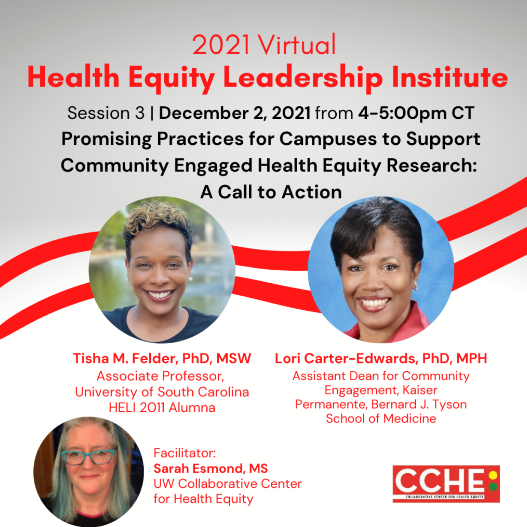 2021 Virtual
Health Equity Leadership Institute
Session 3 | December 2, 2021 from 4-5:00pm CT
Promising Practices for Campuses to Support
Community Engaged Health Equity Research:
A Call to Action
Tisha M. Felder, PhD, MSW
Associate Professor,
University of South Carolina
HELI 2011 Alumna
Lori Carter-Edwards, PhD, MPH
Assistant Dean for Community
Engagement, Kaiser
Permanente, Bernard J. Tyson
School of Medicine
Facilitator:
Sarah Esmond, MS
UW Collaborative Center
for Health Equity
CCHE
COLLABORATIVE CENTER FOR HEALTH EQUITY